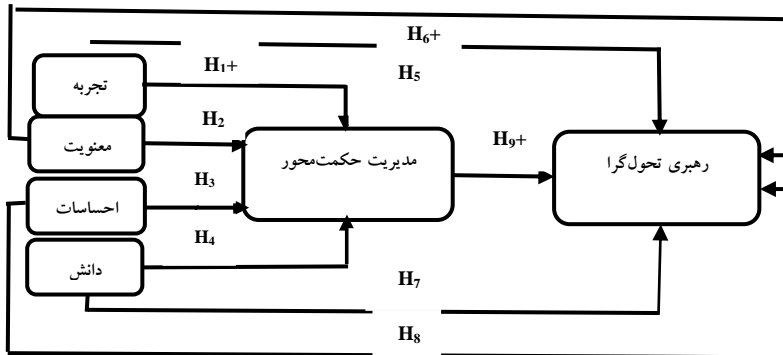 H₆+
H₁+
H₅
تجربه
H₂
معنویت
مدیریت حکمت‌محور
H₉+
رهبری تحول‌گرا
H₃
احساسات
H₄
دانش
H₇
H₈